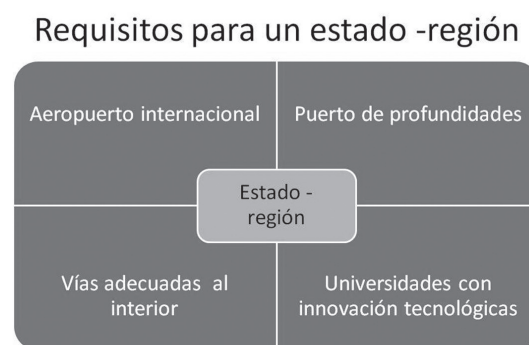 Requisitos para un estado -región
Aeropuerto internacional
Puerto de profundidades
Estado -
región
Vías adecuadas al
interior
Universidades con
innovación tecnológicas